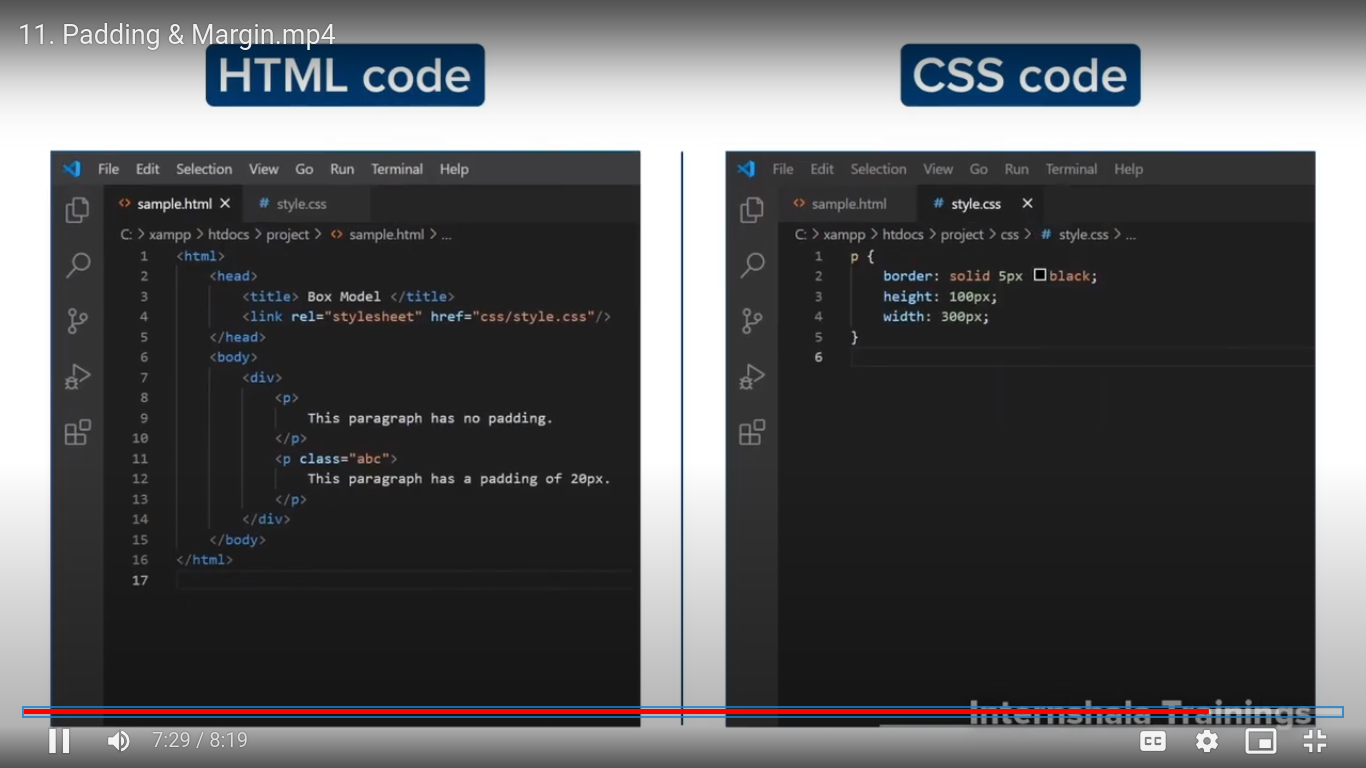 11. Padding & Margin.mp4
HTML code
File Edit Selection View Go Run Terminal Help
sample.html style.css
C: > xampp > htdocs > project > <> sample.html > ...
1 <html>
2 <head>
3 <title> Box Model </title>
4 <link rel="stylesheet" href="css/style.css"/>
5 </head>
6 <body>
7 <div>
8 <p>
9 This paragraph has no padding.
10 </p>
11 <p class="abc">
12 This paragraph has a padding of 20px.
13 </p>
14 </div>
15 </body>
16 </html>
17
CSS code
File Edit Selection View Go Run Terminal Help
sample.html # style.css
C: > xampp > htdocs > project > css > # style.css > ...
1 p {
2 border: solid 5px black;
3 height: 100px;
4 width: 300px;
5 }
6
Internshala Trainings
7:29 / 8:19
CC